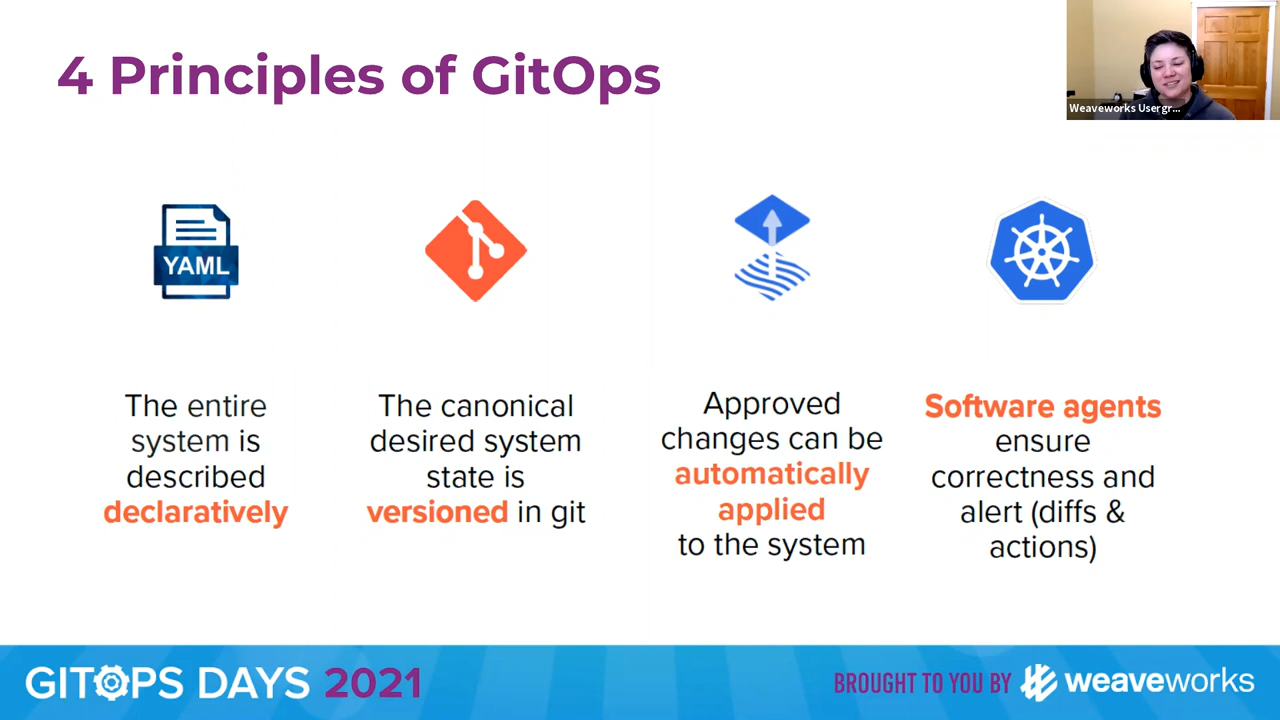 4 Principles of GitOps
Weaveworks Usergr...
YAML
The entire
system is
described
declaratively
The canonical
desired system
state is
versioned in git
Approved
changes can be
automatically
applied
to the system
Software agents
ensure
correctness and
alert (diffs &
actions)
GITOPS DAYS 2021
BROUGHT TO YOU BY weaveworks